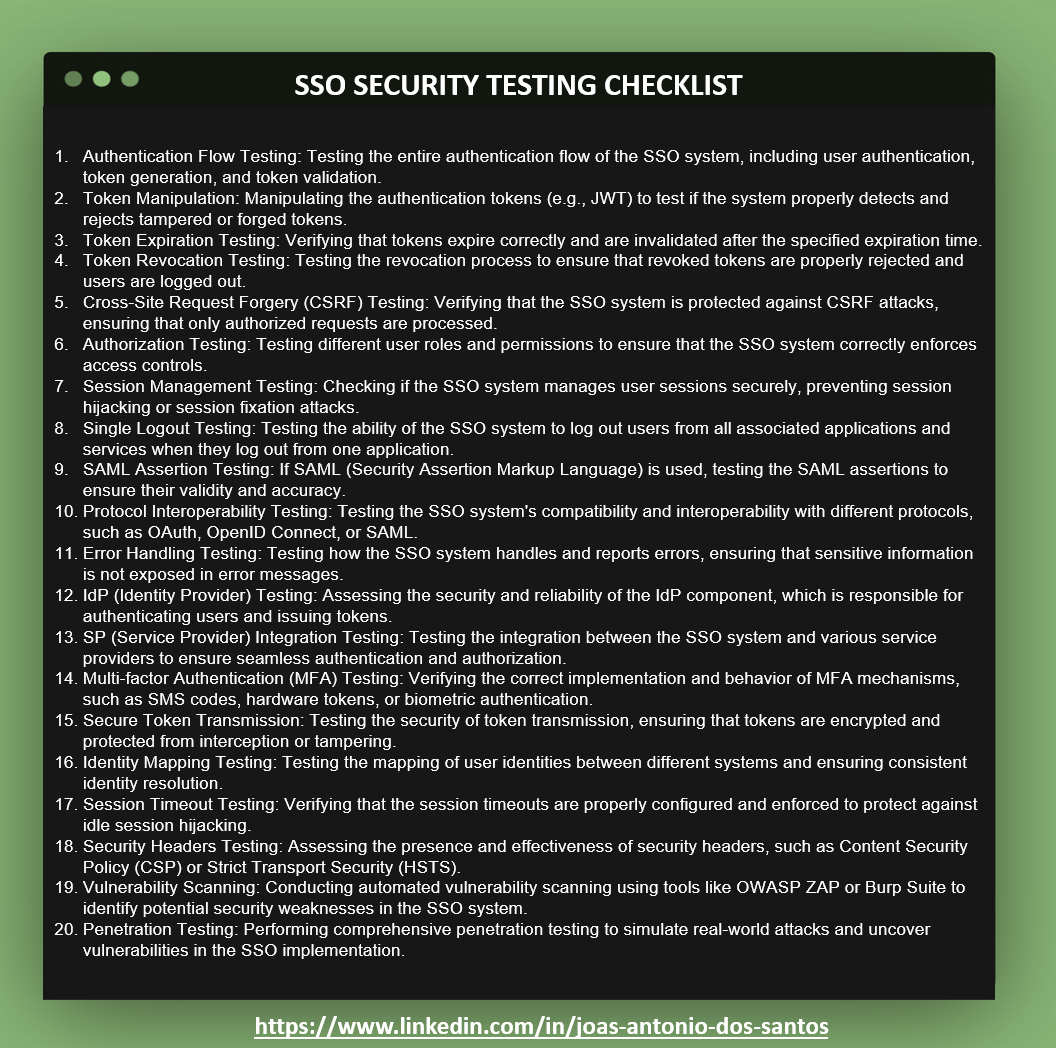 SSO SECURITY TESTING CHECKLIST
1. Authentication Flow Testing: Testing the entire authentication flow of the SSO system, including user authentication,
token generation, and token validation.
2. Token Manipulation: Manipulating the authentication tokens (e.g., JWT) to test if the system properly detects and
rejects tampered or forged tokens.
3. Token Expiration Testing: Verifying that tokens expire correctly and are invalidated after the specified expiration time.
4. Token Revocation Testing: Testing the revocation process to ensure that revoked tokens are properly rejected and
users are logged out.
5. Cross-Site Request Forgery (CSRF) Testing: Verifying that the SSO system is protected against CSRF attacks,
ensuring that only authorized requests are processed.
6. Authorization Testing: Testing different user roles and permissions to ensure that the SSO system correctly enforces
access controls.
7. Session Management Testing: Checking if the SSO system manages user sessions securely, preventing session
hijacking or session fixation attacks.
8. Single Logout Testing: Testing the ability of the SSO system to log out users from all associated applications and
services when they log out from one application.
9. SAML Assertion Testing: If SAML (Security Assertion Markup Language) is used, testing the SAML assertions to
ensure their validity and accuracy.
10. Protocol Interoperability Testing: Testing the SSO system's compatibility and interoperability with different protocols,
such as OAuth, OpenID Connect, or SAML.
11. Error Handling Testing: Testing how the SSO system handles and reports errors, ensuring that sensitive information
is not exposed in error messages.
12. IdP (Identity Provider) Testing: Assessing the security and reliability of the IdP component, which is responsible for
authenticating users and issuing tokens.
13. SP (Service Provider) Integration Testing: Testing the integration between the SSO system and various service
providers to ensure seamless authentication and authorization.
14. Multi-factor Authentication (MFA) Testing: Verifying the correct implementation and behavior of MFA mechanisms,
such as SMS codes, hardware tokens, or biometric authentication.
15. Secure Token Transmission: Testing the security of token transmission, ensuring that tokens are encrypted and
protected from interception or tampering.
16. Identity Mapping Testing: Testing the mapping of user identities between different systems and ensuring consistent
identity resolution.
17. Session Timeout Testing: Verifying that the session timeouts are properly configured and enforced to protect against
idle session hijacking.
18. Security Headers Testing: Assessing the presence and effectiveness of security headers, such as Content Security
Policy (CSP) or Strict Transport Security (HSTS).
19. Vulnerability Scanning: Conducting automated vulnerability scanning using tools like OWASP ZAP or Burp Suite to
identify potential security weaknesses in the SSO system.
20. Penetration Testing: Performing comprehensive penetration testing to simulate real-world attacks and uncover
vulnerabilities in the SSO implementation.
https://www.linkedin.com/in/joas-antonio-dos-santos